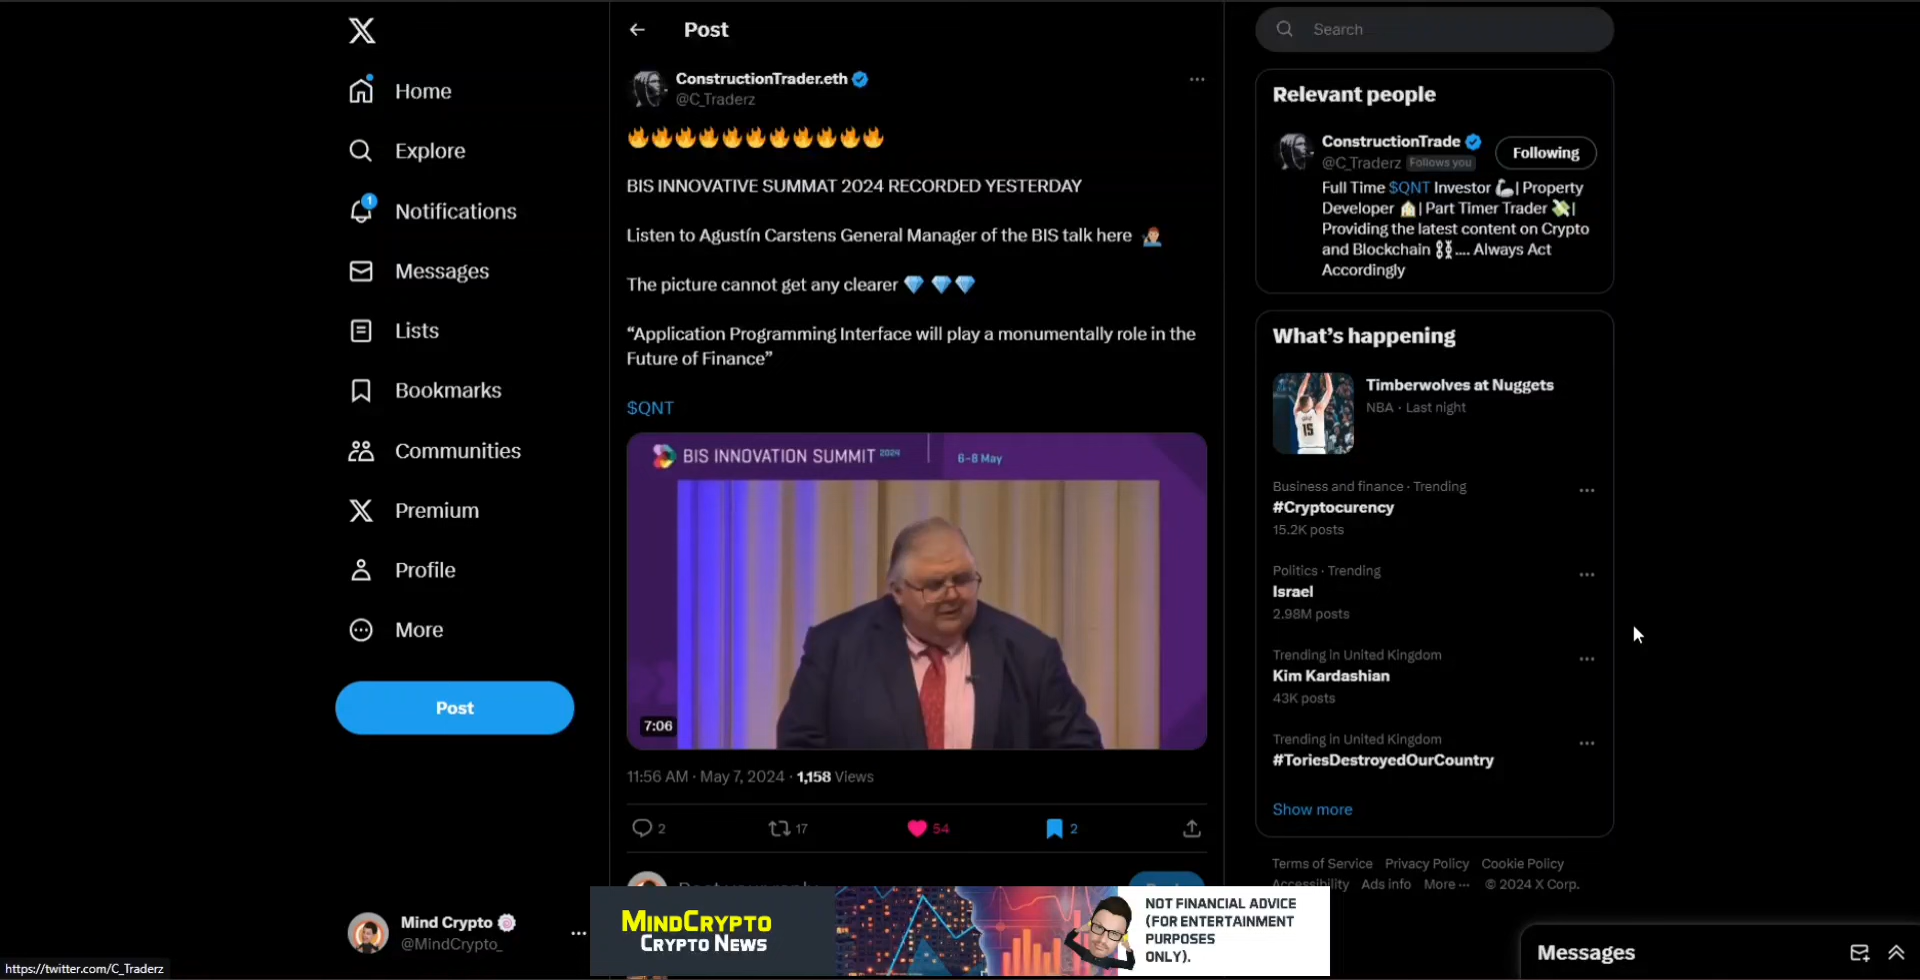 Home
Explore
1
Notifications
Messages
Lists
Bookmarks
Communities
Premium
Profile
More
Post
Mind Crypto
@MindCrypto_
Post
ConstructionTrader.eth
@C_Traderz
BIS INNOVATIVE SUMMAT 2024 RECORDED YESTERDAY
Listen to Agustín Carstens General Manager of the BIS talk here
The picture cannot get any clearer
“Application Programming Interface will play a monumentally role in the
Future of Finance”
$QNT
BIS INNOVATION SUMMIT 2024
6-8 May
7:06
11:56 AM · May 7, 2024 · 1,158 Views
2
17
54
2
MINDCRYPTO
CRYPTO NEWS
NOT FINANCIAL ADVICE
(FOR ENTERTAINMENT
PURPOSES
ONLY).
Search
Relevant people
ConstructionTrade
@C_Traderz Follows you
Following
Full Time $QNT Investor | Property
Developer | Part Timer Trader |
Providing the latest content on Crypto
and Blockchain .... Always Act
Accordingly
What’s happening
15
Timberwolves at Nuggets
NBA · Last night
Business and finance · Trending
#Cryptocurency
15.2K posts
Politics · Trending
Israel
2.98M posts
Trending in United Kingdom
Kim Kardashian
43K posts
Trending in United Kingdom
#ToriesDestroyedOurCountry
Show more
Terms of Service Privacy Policy Cookie Policy
Accessibility Ads info More ··· © 2024 X Corp.
Messages
https://twitter.com/C_Traderz